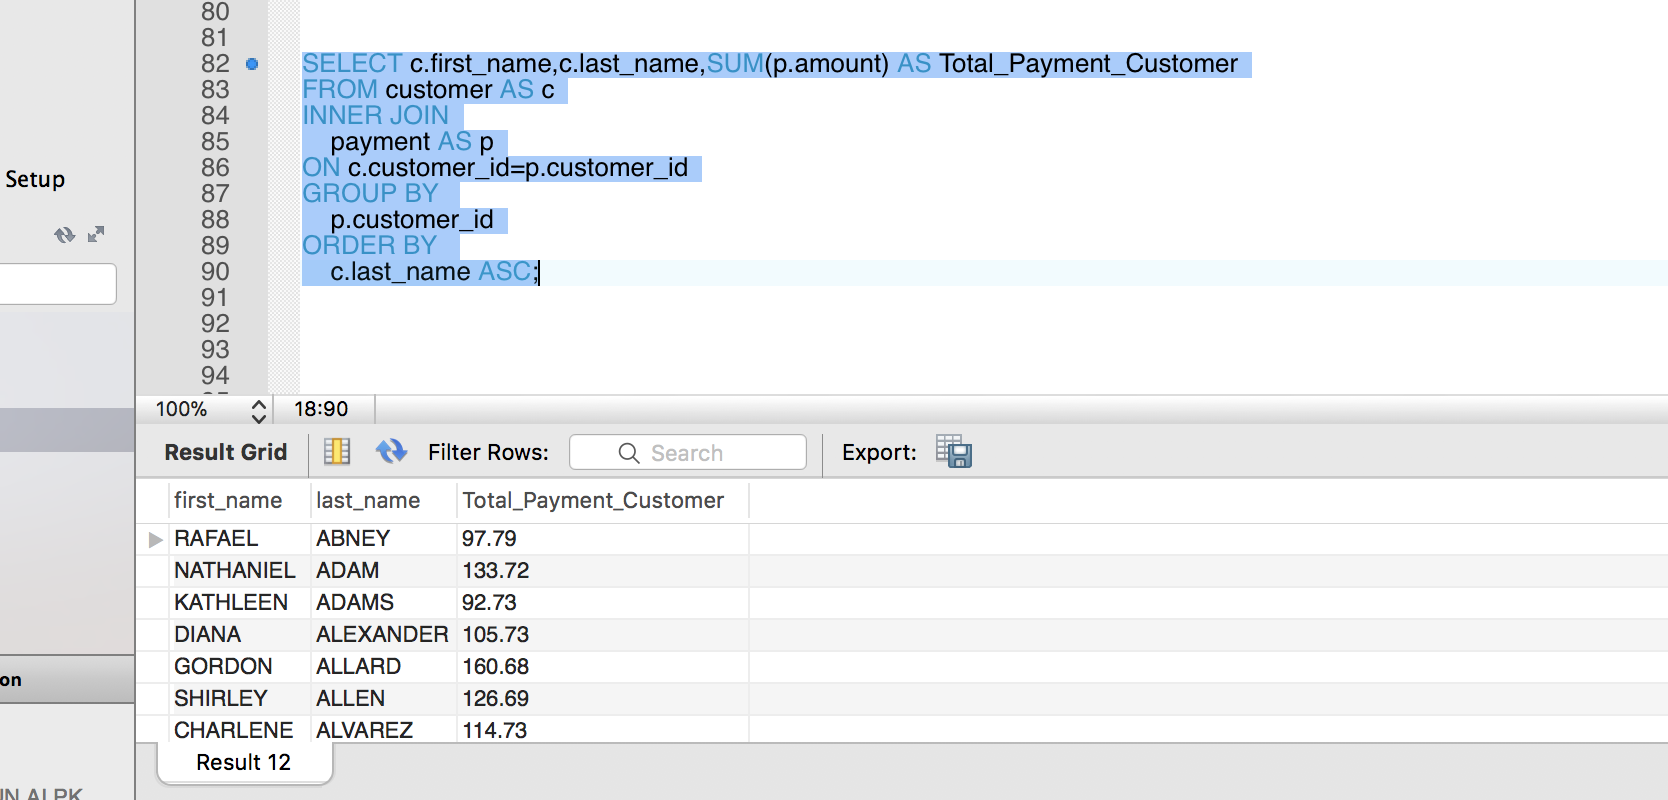 80
81
82 SELECT c.first_name,c.last_name,SUM(p.amount) AS Total_Payment_Customer
83 FROM customer AS c
84 INNER JOIN
85 payment AS p
86 ON c.customer_id=p.customer_id
87 GROUP BY
88 p.customer_id
89 ORDER BY
90 c.last_name ASC;
91
92
93
94
Setup
100% 18:90
Result Grid Filter Rows: Search Export:
first_name last_name Total_Payment_Customer
RAFAEL ABNEY 97.79
NATHANIEL ADAM 133.72
KATHLEEN ADAMS 92.73
DIANA ALEXANDER 105.73
GORDON ALLARD 160.68
SHIRLEY ALLEN 126.69
CHARLENE ALVAREZ 114.73
on
Result 12